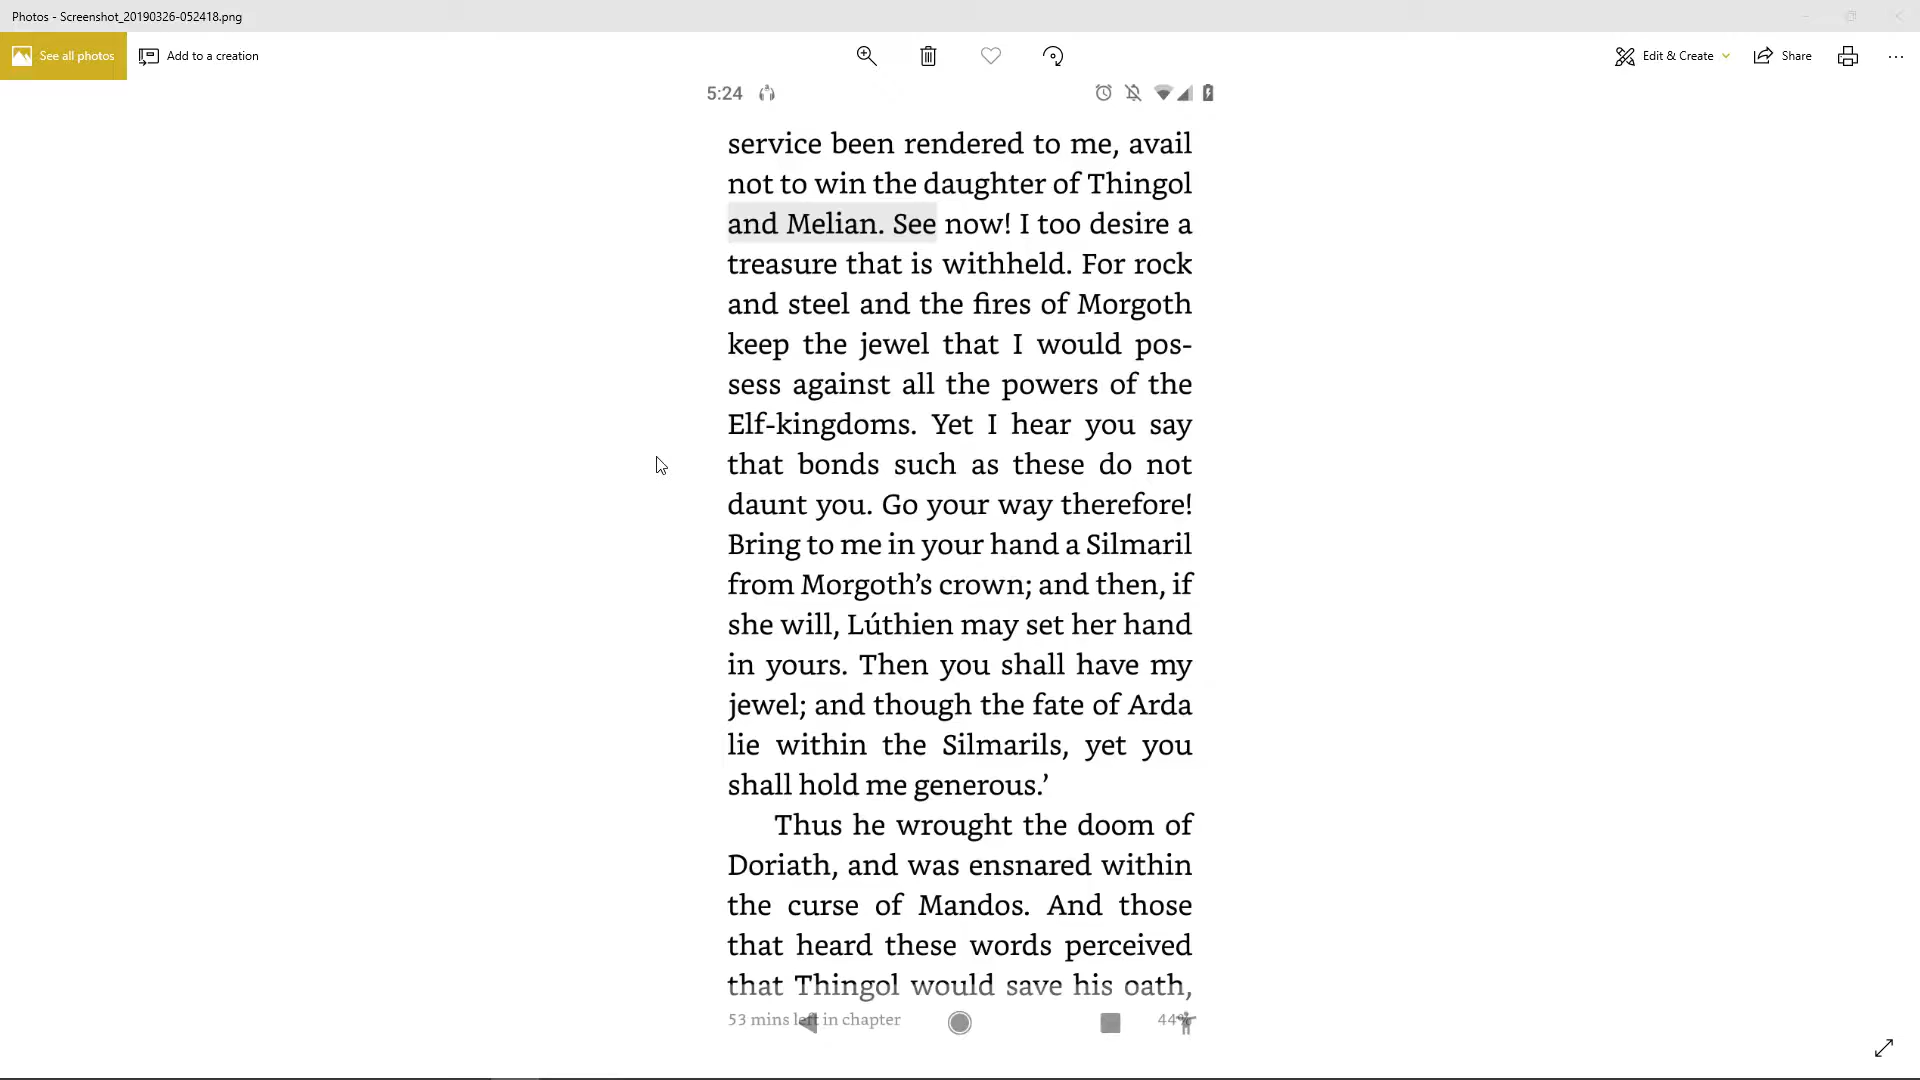 Photos - Screenshot_20190326-052418.png
See all photos
Add to a creation
Edit & Create
Share
5:24
service been rendered to me, avail
not to win the daughter of Thingol
and Melian. See now! I too desire a
treasure that is withheld. For rock
and steel and the fires of Morgoth
keep the jewel that I would pos-
sess against all the powers of the
Elf-kingdoms. Yet I hear you say
that bonds such as these do not
daunt you. Go your way therefore!
Bring to me in your hand a Silmaril
from Morgoth’s crown; and then, if
she will, Lúthien may set her hand
in yours. Then you shall have my
jewel; and though the fate of Arda
lie within the Silmarils, yet you
shall hold me generous.’
Thus he wrought the doom of
Doriath, and was ensnared within
the curse of Mandos. And those
that heard these words perceived
that Thingol would save his oath,
53 mins left in chapter
44%